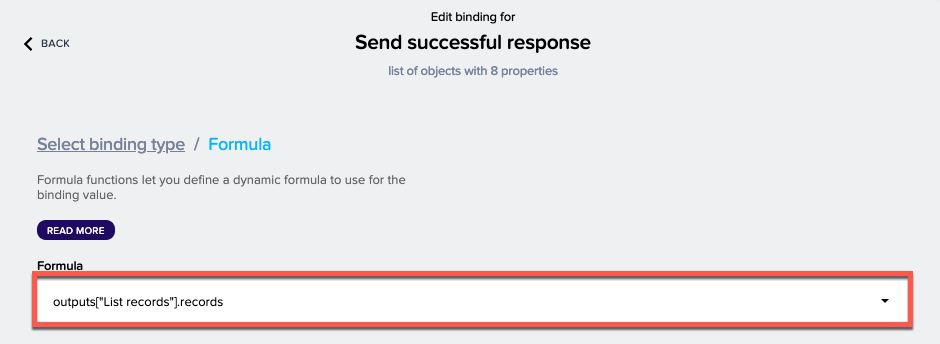 Edit binding for
BACK
Send successful response
list of objects with 8 properties
Select binding type / Formula
Formula functions let you define a dynamic formula to use for the
binding value.
READ MORE
Formula
outputs["List records"].records